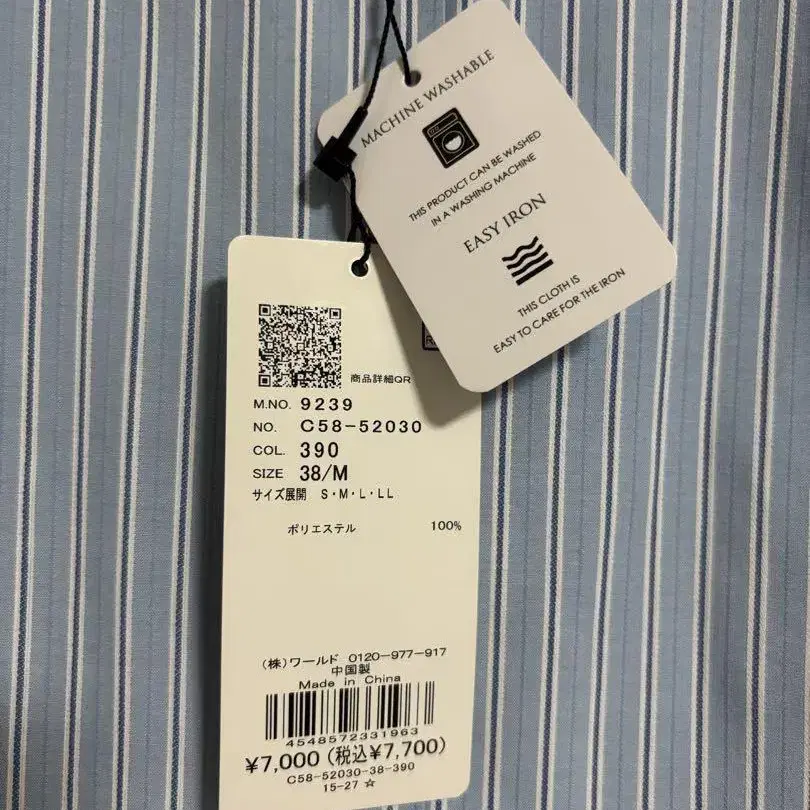 MACHINE WASHABLE
THIS PRODUCT CAN BE WASHED
IN A WASHING MACHINE
EASY IRON
THIS CLOTH IS
EASY TO CARE FOR THE IRON
商品詳細QR
M.NO. 9239
NO. C58-52030
COL. 390
SIZE 38/M
サイズ展開 S・M・L・LL
ポリエステル 100%
(株)ワールド 0120-977-917
中国製
Made in China
4548572331963
¥7,000 (税込¥7,700)
C58-52030-38-390
15-27 ☆